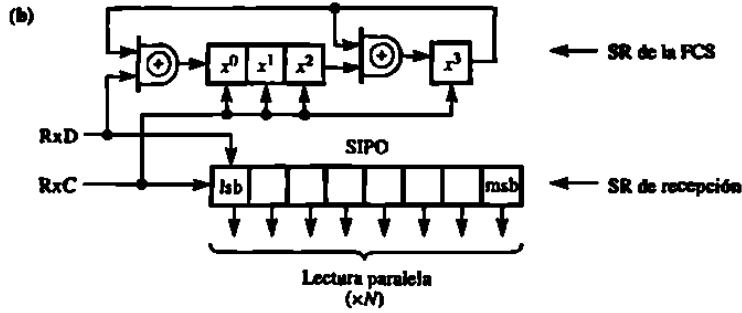 (b)
x⁰ x¹ x² x³
SR de la FCS
RxD
SIPO
RxC
lsb msb
SR de recepción
Lectura paralela
(×N)